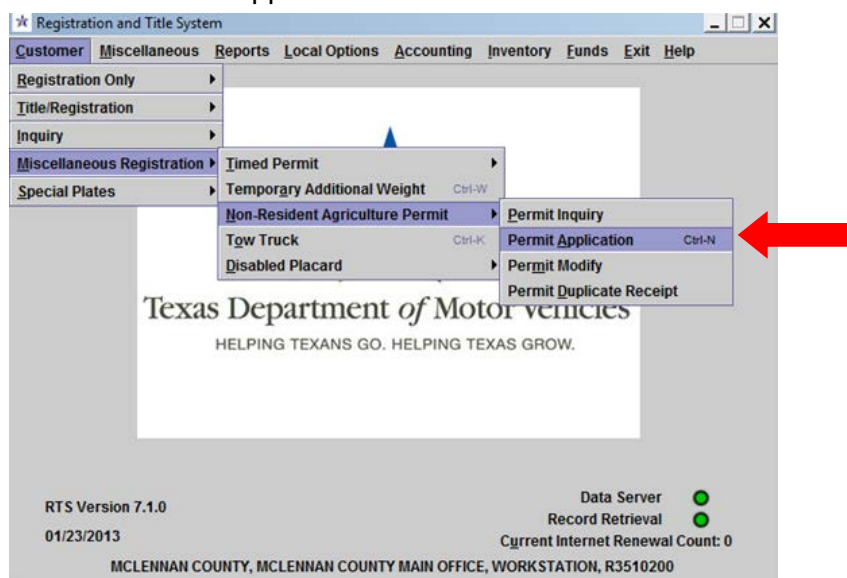 Registration and Title System
Customer Miscellaneous Reports Local Options Accounting Inventory Funds Exit Help
Registration Only
Title/Registration
Inquiry
Miscellaneous Registration
Special Plates
Timed Permit
Temporary Additional Weight Ctrl-W
Non-Resident Agriculture Permit
Tow Truck Ctrl-K
Disabled Placard
Permit Inquiry
Permit Application Ctrl-N
Permit Modify
Permit Duplicate Receipt
Texas Department of Motor Vehicles
HELPING TEXANS GO. HELPING TEXAS GROW.
RTS Version 7.1.0
01/23/2013
Data Server
Record Retrieval
Current Internet Renewal Count: 0
MCLENNAN COUNTY, MCLENNAN COUNTY MAIN OFFICE, WORKSTATION, R3510200